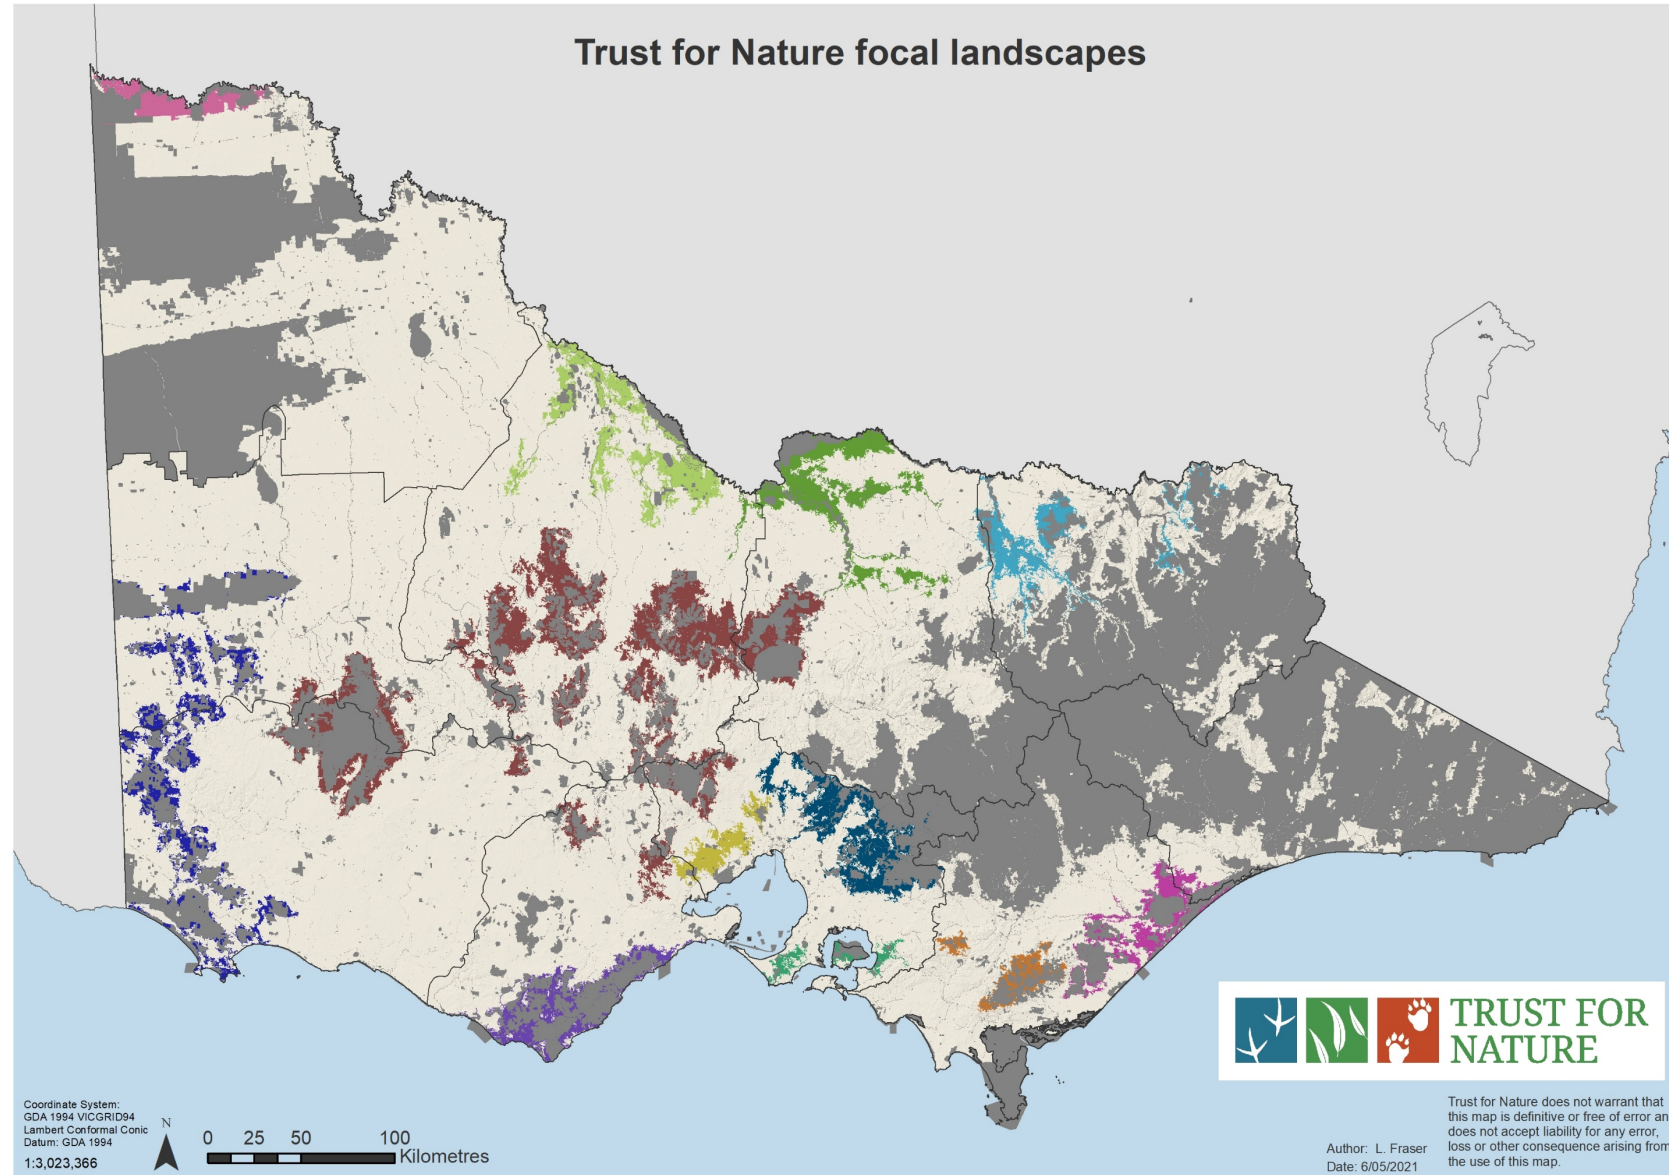 Trust for Nature focal landscapes
TRUST FOR
NATURE
Coordinate System:
GDA 1994 VICGRID94
Lambert Conformal Conic
Datum: GDA 1994
1:3,023,366
N
0 25 50 100
Kilometres
Author: L. Fraser
Date: 6/05/2021
Trust for Nature does not warrant that
this map is definitive or free of error an
does not accept liability for any error,
loss or other consequence arising from
the use of this map.